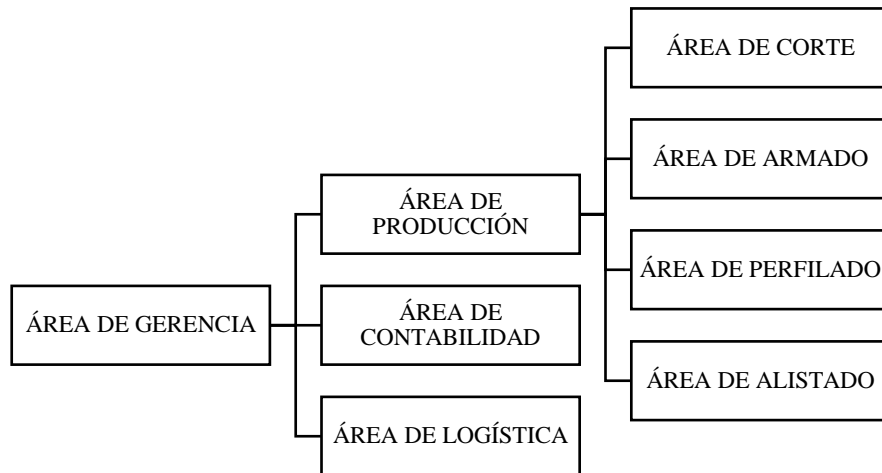 ÁREA DE GERENCIA
ÁREA DE
PRODUCCIÓN
ÁREA DE CORTE
ÁREA DE ARMADO
ÁREA DE PERFILADO
ÁREA DE ALISTADO
ÁREA DE
CONTABILIDAD
ÁREA DE LOGÍSTICA